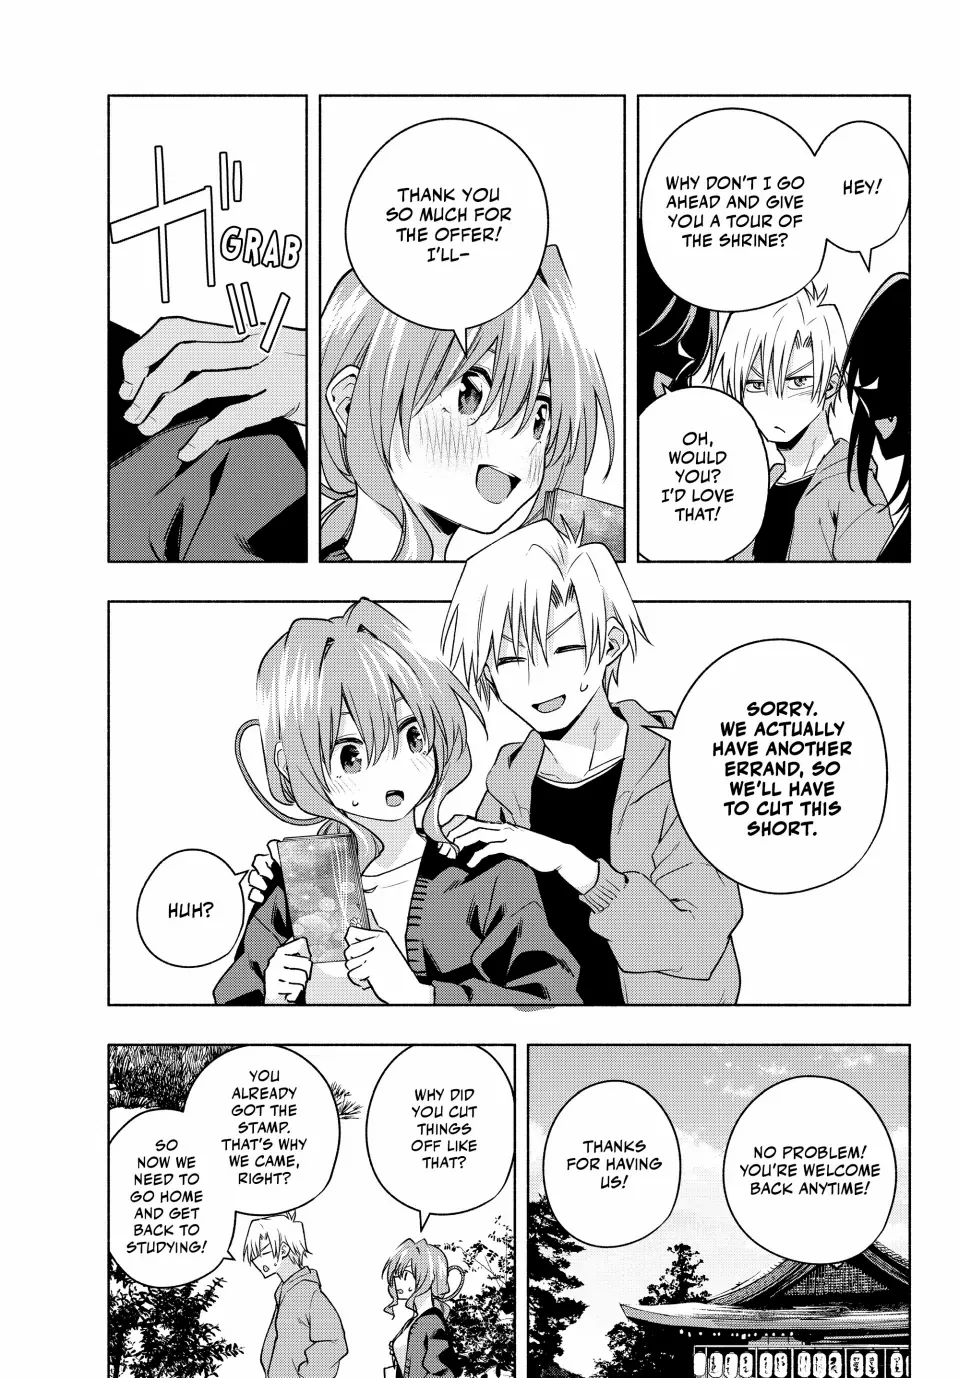 HEY!
WHY DON'T I GO
AHEAD AND GIVE
YOU A TOUR OF
THE SHRINE?
OH,
WOULD
YOU?
I'D LOVE
THAT!
THANK YOU
SO MUCH FOR
THE OFFER!
I'LL-
ガッ
GRAB
SORRY.
WE ACTUALLY
HAVE ANOTHER
ERRAND, SO
WE'LL HAVE
TO CUT THIS
SHORT.
HUH?
NO PROBLEM!
YOU'RE WELCOME
BACK ANYTIME!
THANKS
FOR HAVING
US!
WHY DID
YOU CUT
THINGS
OFF LIKE
THAT?
YOU
ALREADY
GOT THE
STAMP.
THAT'S WHY
WE CAME,
RIGHT?
SO
NOW WE
NEED TO
GO HOME
AND GET
BACK TO
STUDYING!